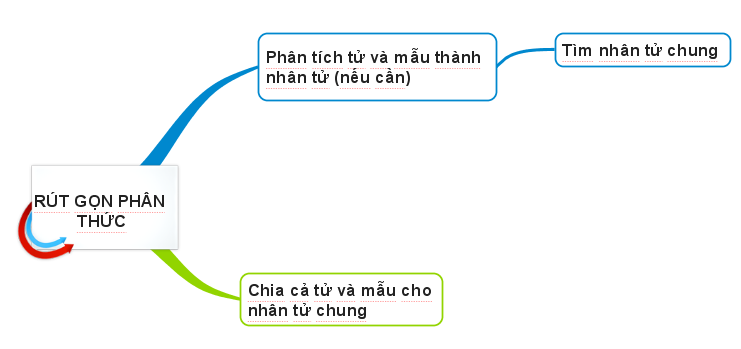 Phân tích tử và mẫu thành
nhân tử (nếu cần)
Tìm nhân tử chung
RÚT GỌN PHÂN
THỨC
Chia cả tử và mẫu cho
nhân tử chung